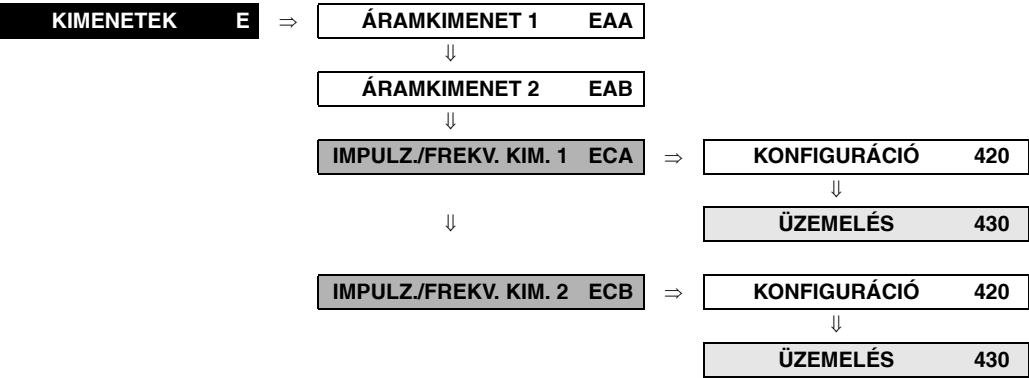 KIMENETEK E ⇒ ÁRAMKIMENET 1 EAA
⇓
ÁRAMKIMENET 2 EAB
⇓
IMPULZ./FREKV. KIM. 1 ECA ⇒ KONFIGURÁCIÓ 420
⇓
⇓ ÜZEMELÉS 430
IMPULZ./FREKV. KIM. 2 ECB ⇒ KONFIGURÁCIÓ 420
⇓
ÜZEMELÉS 430